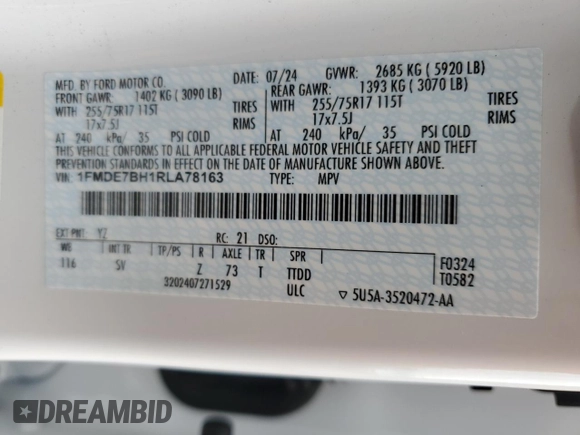 MFD. BY FORD MOTOR CO.
DATE: 07/24 GVWR: 2685 KG ( 5920 LB)
FRONT GAWR: 1402 KG ( 3090 LB)
REAR GAWR: 1393 KG ( 3070 LB)
WITH 255/75R17 115T TIRES
WITH 255/75R17 115T TIRES
17x7.5J RIMS
17x7.5J RIMS
AT 240 kPa/ 35 PSI COLD
AT 240 kPa/ 35 PSI COLD
THIS VEHICLE CONFORMS TO ALL APPLICABLE FEDERAL MOTOR VEHICLE SAFETY AND THEFT
PREVENTION STANDARDS IN EFFECT ON THE DATE OF MANUFACTURE SHOWN ABOVE.
VIN: 1FMDE7BH1RLA78163 TYPE: MPV
EXT PNT: YZ RC: 21 DSO:
WB INT TR TP/PS R AXLE TR SPR
116 SV Z 73 T TTDD
ULC
F0324
T0582
3202407271529
▽ 5U5A-3520472-AA
DREAMBID